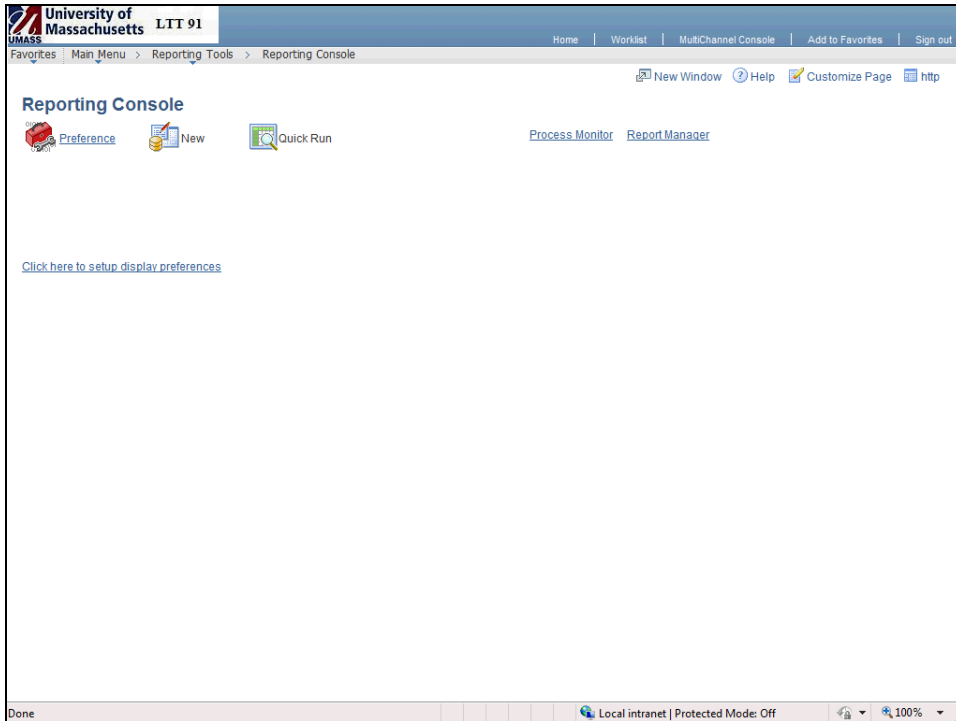 University of
Massachusetts
LTT 91
UMASS
Home | Worklist | MultiChannel Console | Add to Favorites | Sign out
Favorites Main Menu > Reporting Tools > Reporting Console
New Window ? Help Customize Page http
Reporting Console
Preference New Quick Run Process Monitor Report Manager
Click here to setup display preferences
Done Local intranet | Protected Mode: Off 100%